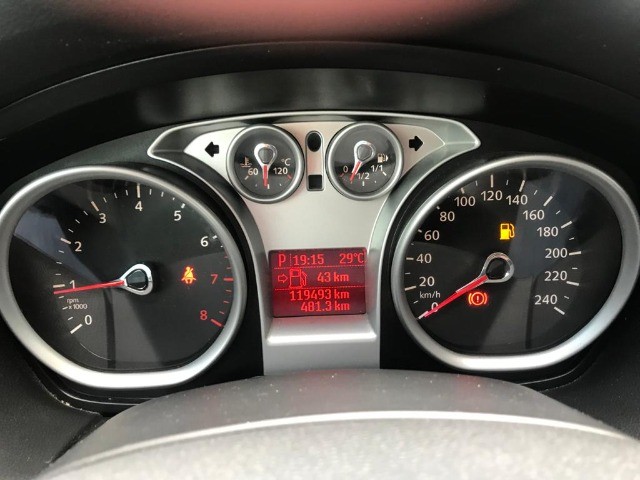 60 120 °C
0 1/2 1/1
0 1 2 3 4 5 6 7 8
rpm
x1000
P 19:15 29°C
43 km
119493 km
481.3 km
0 20 40 60 80 100 120 140 160 180 200 220 240
km/h